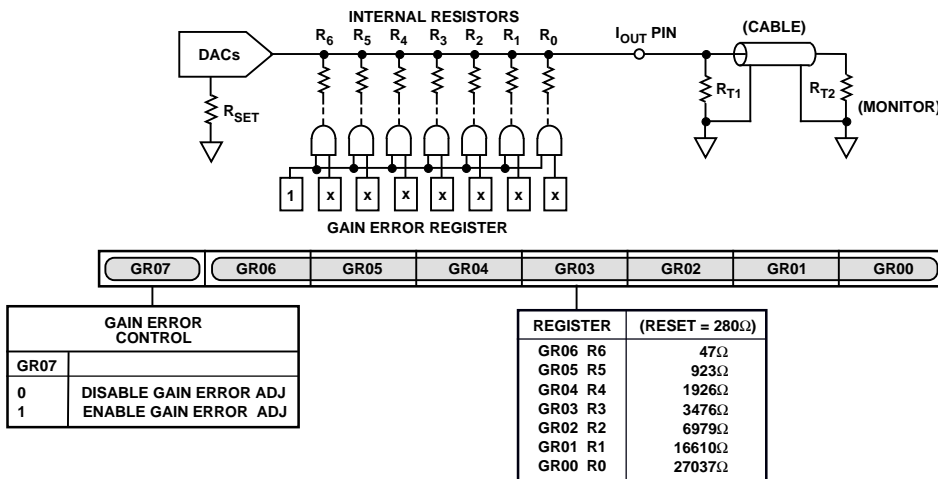 INTERNAL RESISTORS
R6 R5 R4 R3 R2 R1 R0
IOUT PIN
(CABLE)
DACs
RSET
RT1
RT2
(MONITOR)
1 x x x x x x x
GAIN ERROR REGISTER
GR07 GR06 GR05 GR04 GR03 GR02 GR01 GR00
GAIN ERROR
CONTROL
GR07
0 DISABLE GAIN ERROR ADJ
1 ENABLE GAIN ERROR ADJ
REGISTER (RESET = 280Ω)
GR06 R6 47Ω
GR05 R5 923Ω
GR04 R4 1926Ω
GR03 R3 3476Ω
GR02 R2 6979Ω
GR01 R1 16610Ω
GR00 R0 27037Ω